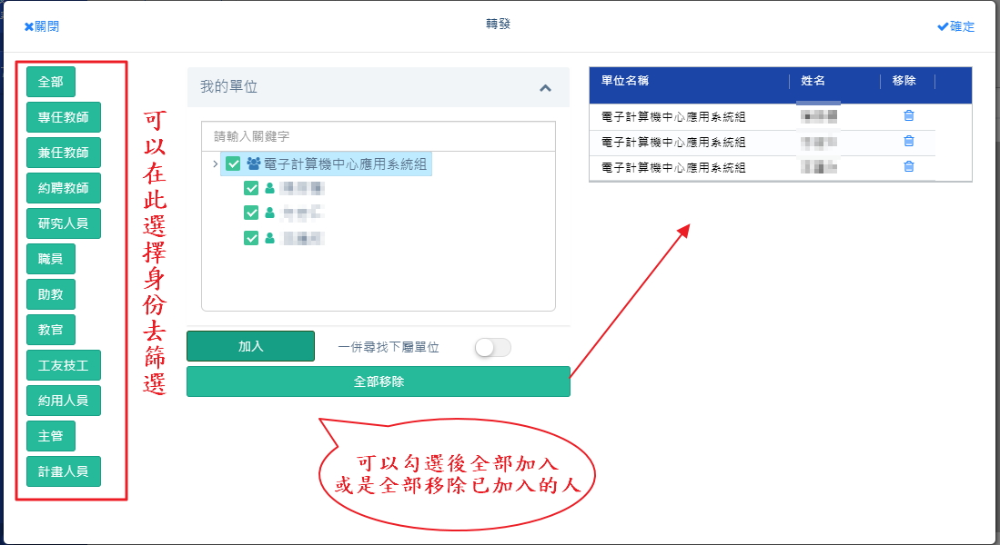 關閉
轉發
確定
全部
專任教師
兼任教師
約聘教師
研究人員
職員
助教
教官
工友技工
約用人員
主管
計畫人員
可以在此選擇身份去篩選
我的單位
請輸入關鍵字
電子計算機中心應用系統組
加入
一併尋找下屬單位
全部移除
可以勾選後全部加入
或是全部移除已加入的人
單位名稱 姓名 移除
電子計算機中心應用系統組
電子計算機中心應用系統組
電子計算機中心應用系統組